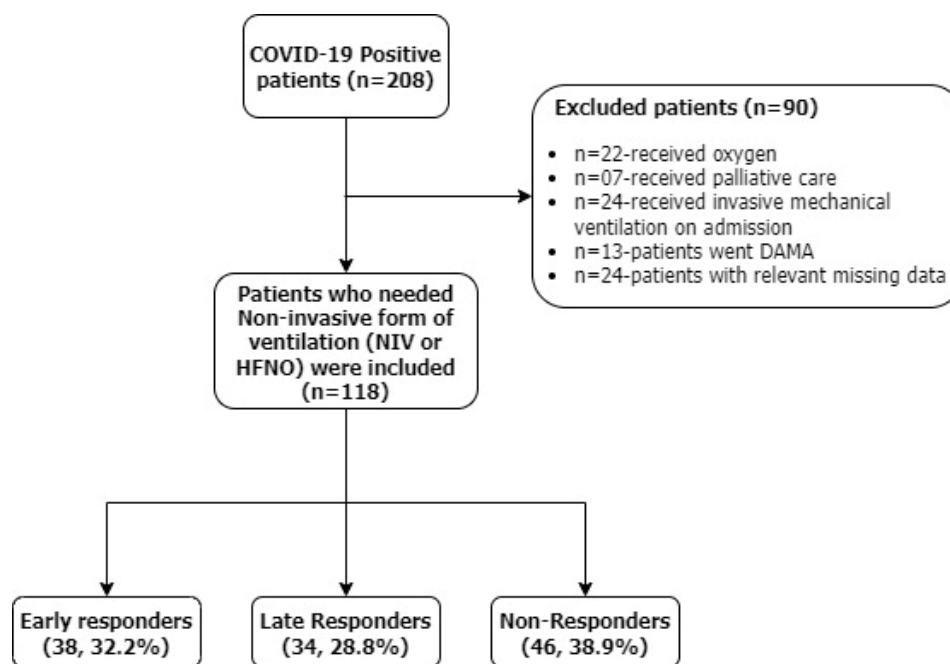 COVID-19 Positive
patients (n=208)
Excluded patients (n=90)
• n=22-received oxygen
• n=07-received palliative care
• n=24-received invasive mechanical
ventilation on admission
• n=13-patients went DAMA
• n=24-patients with relevant missing data
Patients who needed
Non-invasive form of
ventilation (NIV or
HFNO) were included
(n=118)
Early responders
(38, 32.2%)
Late Responders
(34, 28.8%)
Non-Responders
(46, 38.9%)